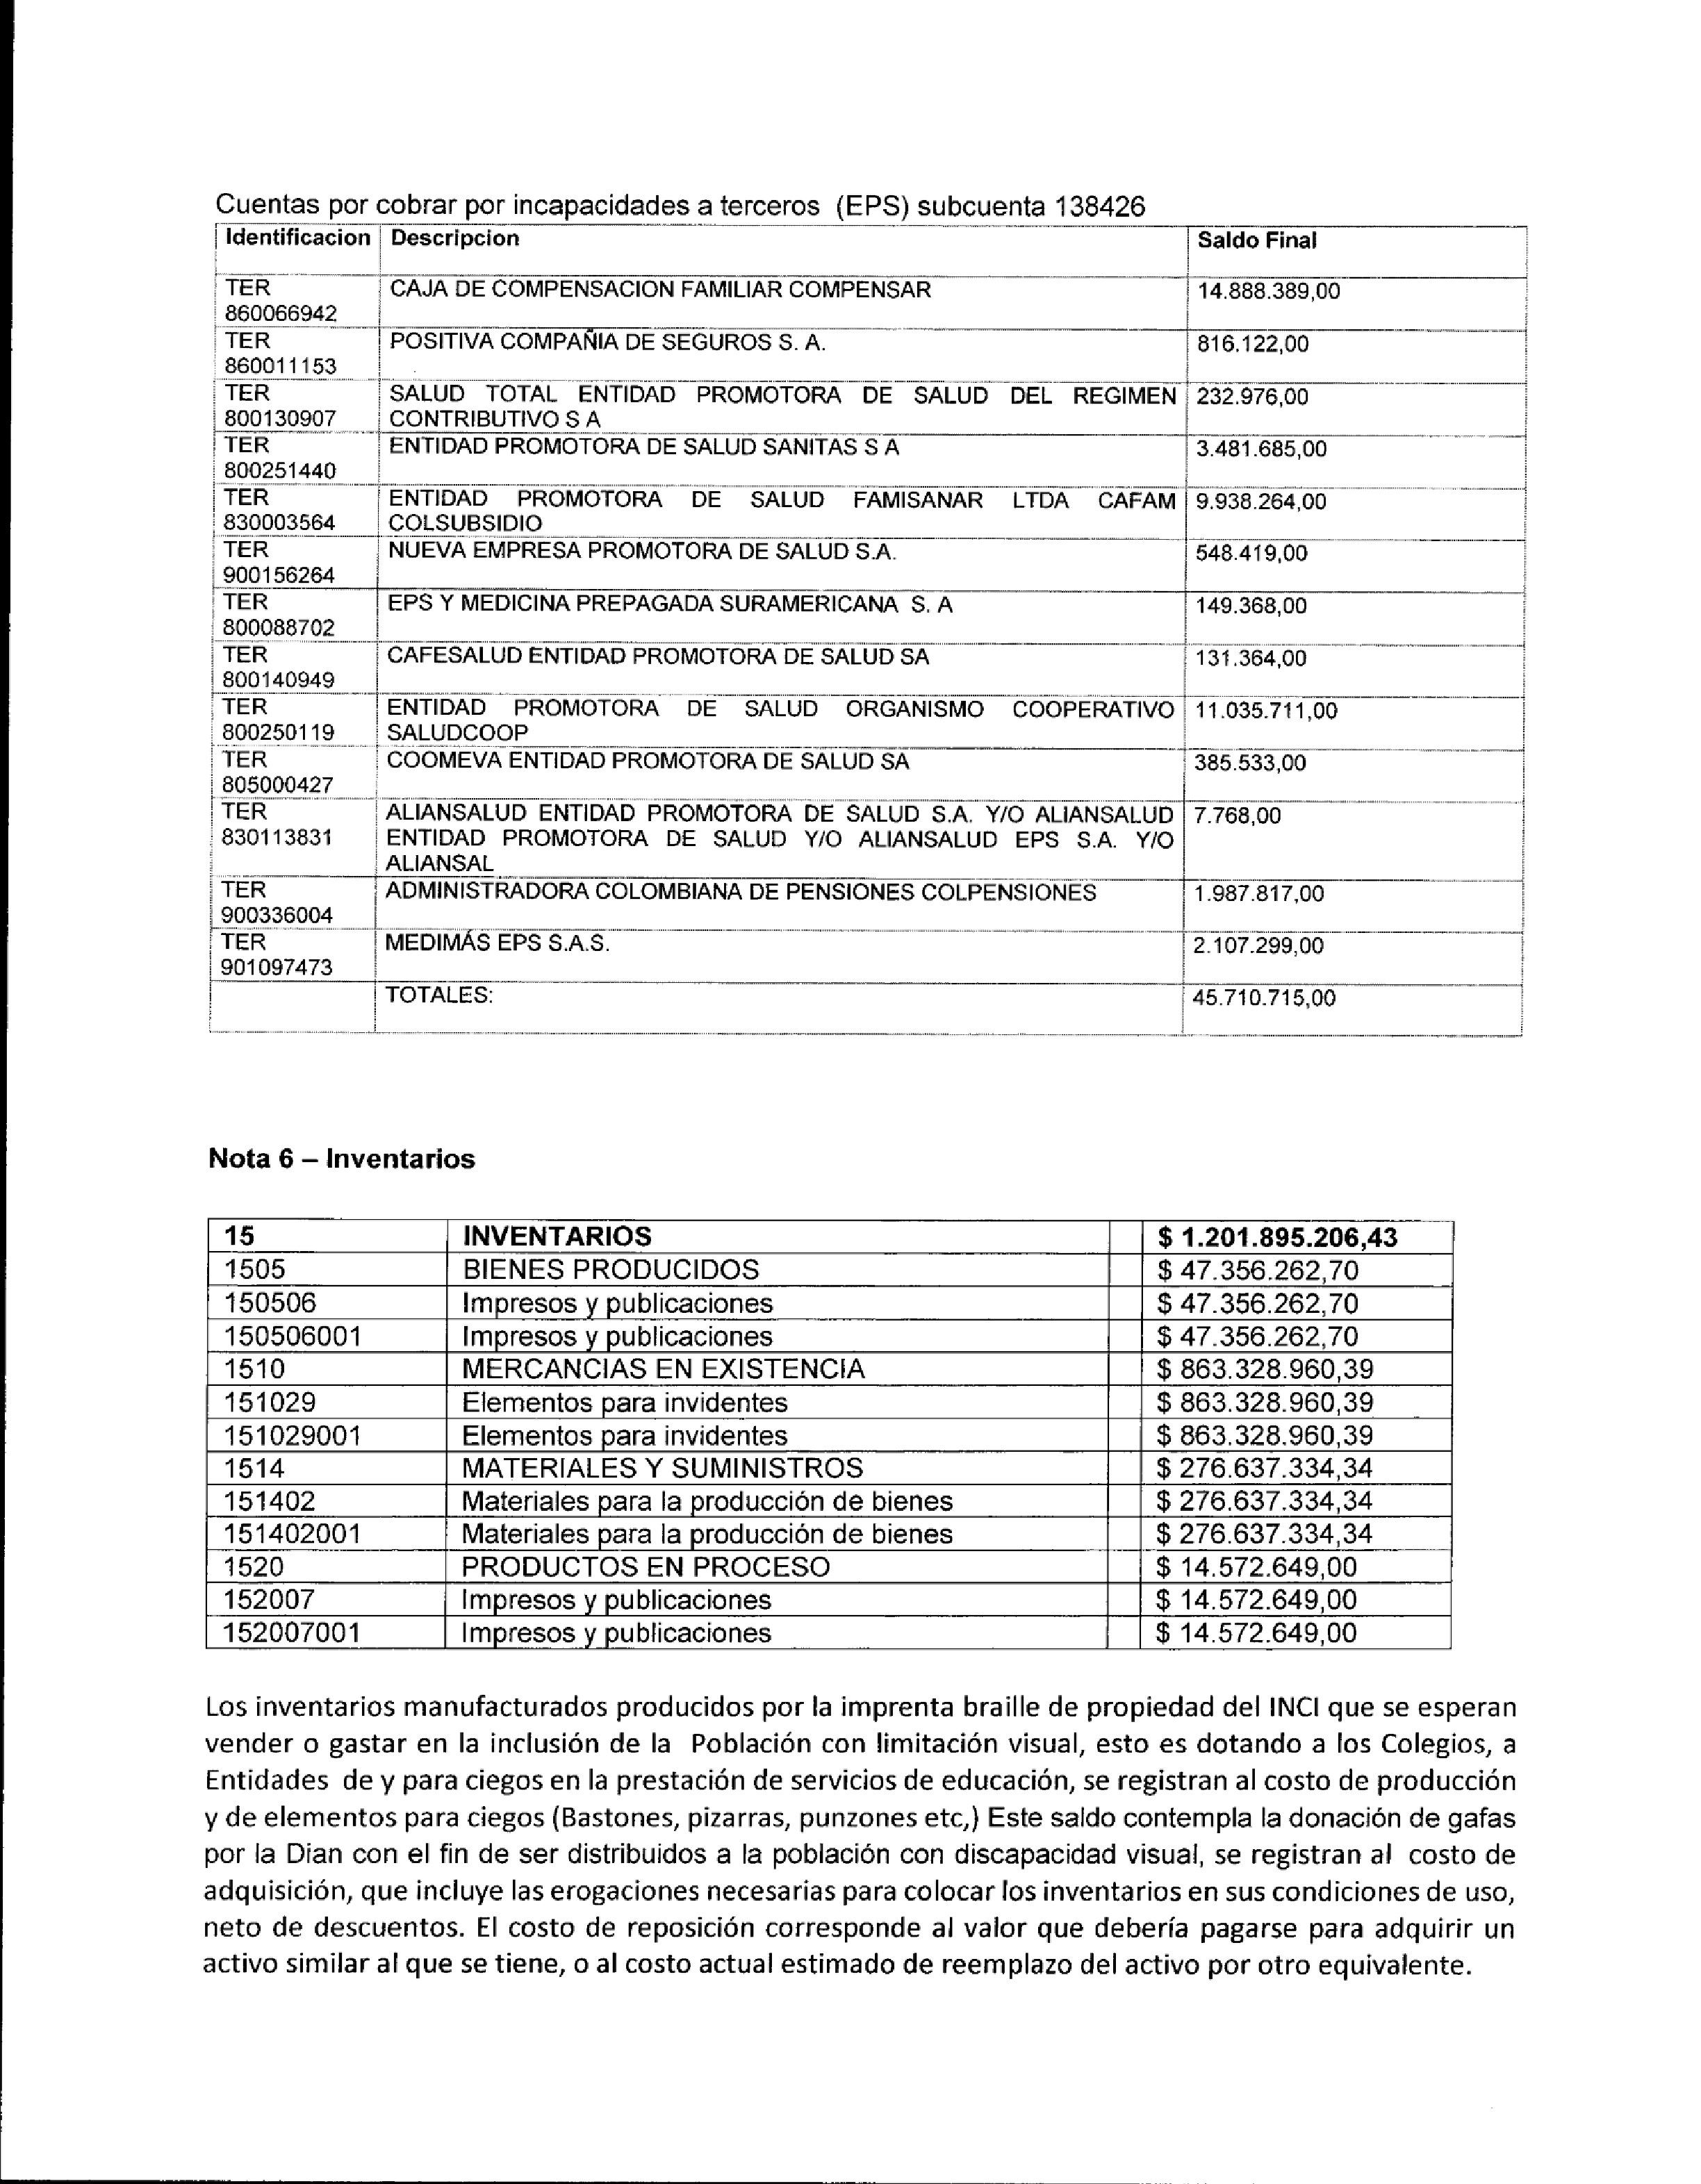 Cuentas por cobrar por incapacidades a terceros (EPS) subcuenta 138426
Identificacion Descripcion Saldo Final
TER 860066942 CAJA DE COMPENSACION FAMILIAR COMPENSAR 14.888.389,00
TER 860011153 POSITIVA COMPAÑIA DE SEGUROS S. A. 816.122,00
TER 800130907 SALUD TOTAL ENTIDAD PROMOTORA DE SALUD DEL REGIMEN CONTRIBUTIVO S A 232.976,00
TER 800251440 ENTIDAD PROMOTORA DE SALUD SANITAS S A 3.481.685,00
TER 830003564 ENTIDAD PROMOTORA DE SALUD FAMISANAR LTDA CAFAM COLSUBSIDIO 9.938.264,00
TER 900156264 NUEVA EMPRESA PROMOTORA DE SALUD S.A. 548.419,00
TER 800088702 EPS Y MEDICINA PREPAGADA SURAMERICANA S. A 149.368,00
TER 800140949 CAFESALUD ENTIDAD PROMOTORA DE SALUD SA 131.364,00
TER 800250119 ENTIDAD PROMOTORA DE SALUD ORGANISMO COOPERATIVO SALUDCOOP 11.035.711,00
TER 805000427 COOMEVA ENTIDAD PROMOTORA DE SALUD SA 385.533,00
TER 830113831 ALIANSALUD ENTIDAD PROMOTORA DE SALUD S.A. Y/O ALIANSALUD ENTIDAD PROMOTORA DE SALUD Y/O ALIANSALUD EPS S.A. Y/O ALIANSAL 7.768,00
TER 900336004 ADMINISTRADORA COLOMBIANA DE PENSIONES COLPENSIONES 1.987.817,00
TER 901097473 MEDIMÁS EPS S.A.S. 2.107.299,00
TOTALES: 45.710.715,00
Nota 6 – Inventarios
15 INVENTARIOS $ 1.201.895.206,43
1505 BIENES PRODUCIDOS $ 47.356.262,70
150506 Impresos y publicaciones $ 47.356.262,70
150506001 Impresos y publicaciones $ 47.356.262,70
1510 MERCANCIAS EN EXISTENCIA $ 863.328.960,39
151029 Elementos para invidentes $ 863.328.960,39
151029001 Elementos para invidentes $ 863.328.960,39
1514 MATERIALES Y SUMINISTROS $ 276.637.334,34
151402 Materiales para la producción de bienes $ 276.637.334,34
151402001 Materiales para la producción de bienes $ 276.637.334,34
1520 PRODUCTOS EN PROCESO $ 14.572.649,00
152007 Impresos y publicaciones $ 14.572.649,00
152007001 Impresos y publicaciones $ 14.572.649,00
Los inventarios manufacturados producidos por la imprenta braille de propiedad del INCI que se esperan
vender o gastar en la inclusión de la Población con limitación visual, esto es dotando a los Colegios, a
Entidades de y para ciegos en la prestación de servicios de educación, se registran al costo de producción
y de elementos para ciegos (Bastones, pizarras, punzones etc,) Este saldo contempla la donación de gafas
por la Dian con el fin de ser distribuidos a la población con discapacidad visual, se registran al costo de
adquisición, que incluye las erogaciones necesarias para colocar los inventarios en sus condiciones de uso,
neto de descuentos. El costo de reposición corresponde al valor que debería pagarse para adquirir un
activo similar al que se tiene, o al costo actual estimado de reemplazo del activo por otro equivalente.